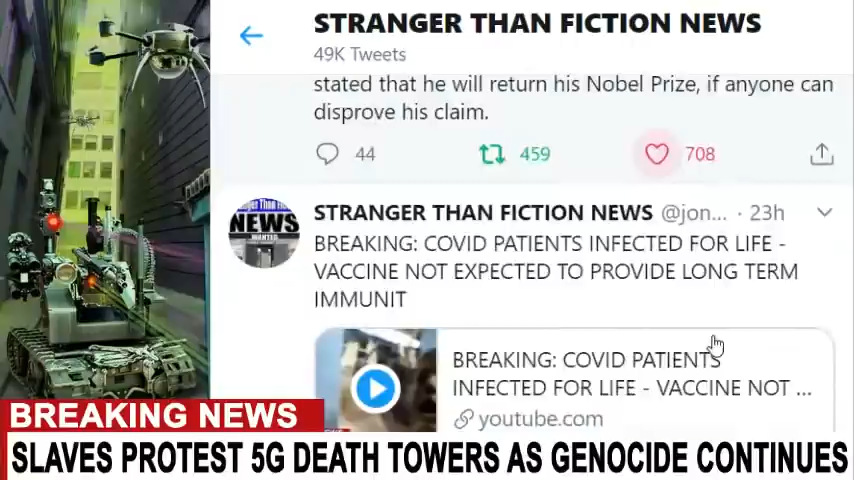 STRANGER THAN FICTION NEWS
49K Tweets
stated that he will return his Nobel Prize, if anyone can
disprove his claim.
44 459 708
STRANGER THAN FICTION NEWS @jon... · 23h
BREAKING: COVID PATIENTS INFECTED FOR LIFE -
VACCINE NOT EXPECTED TO PROVIDE LONG TERM
IMMUNIT
NEWS
BREAKING: COVID PATIENTS
INFECTED FOR LIFE - VACCINE NOT ...
youtube.com
BREAKING NEWS
SLAVES PROTEST 5G DEATH TOWERS AS GENOCIDE CONTINUES